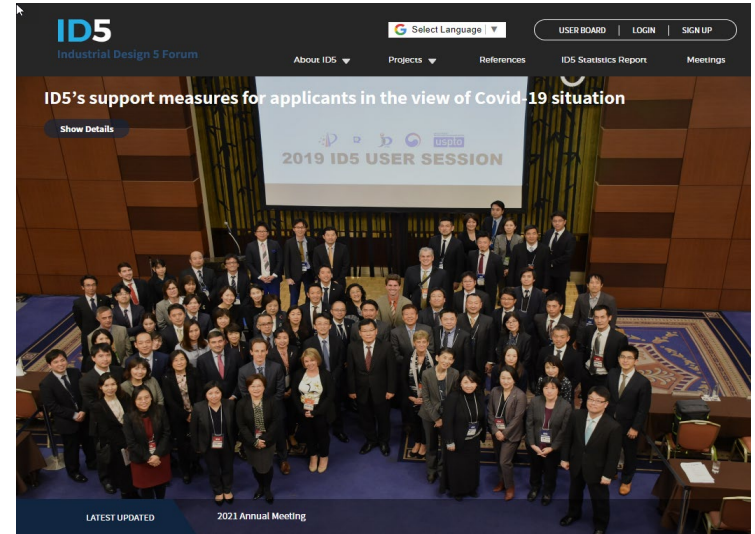 ID5
Industrial Design 5 Forum
Select Language ▼
USER BOARD | LOGIN | SIGN UP
About ID5 ▼ Projects ▼ References ID5 Statistics Report Meetings
ID5's support measures for applicants in the view of Covid-19 situation
Show Details
uspto
2019 ID5 USER SESSION
LATEST UPDATED 2021 Annual Meeting